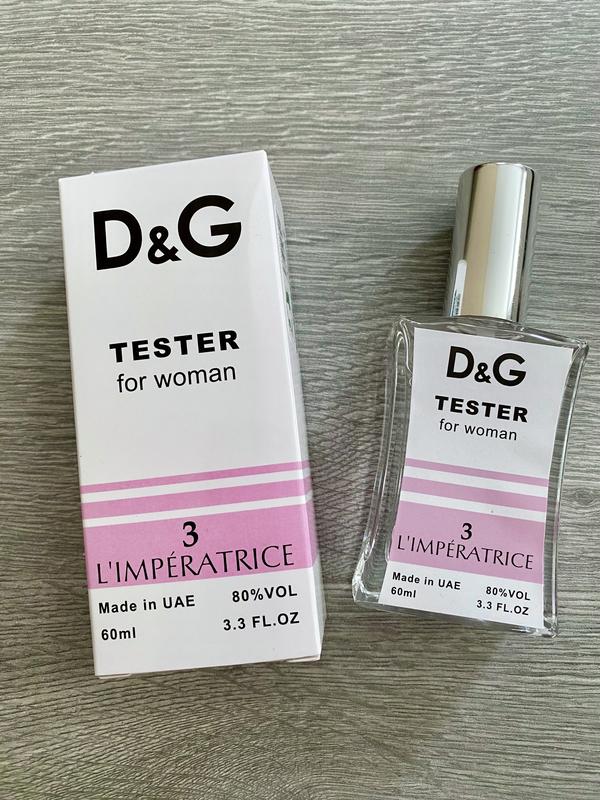 D&G
TESTER
for woman
3
L'IMPÉRATRICE
Made in UAE 80%VOL
60ml 3.3 FL.OZ
D&G
TESTER
for woman
3
L'IMPÉRATRICE
Made in UAE 80%VOL
60ml 3.3 FL.OZ